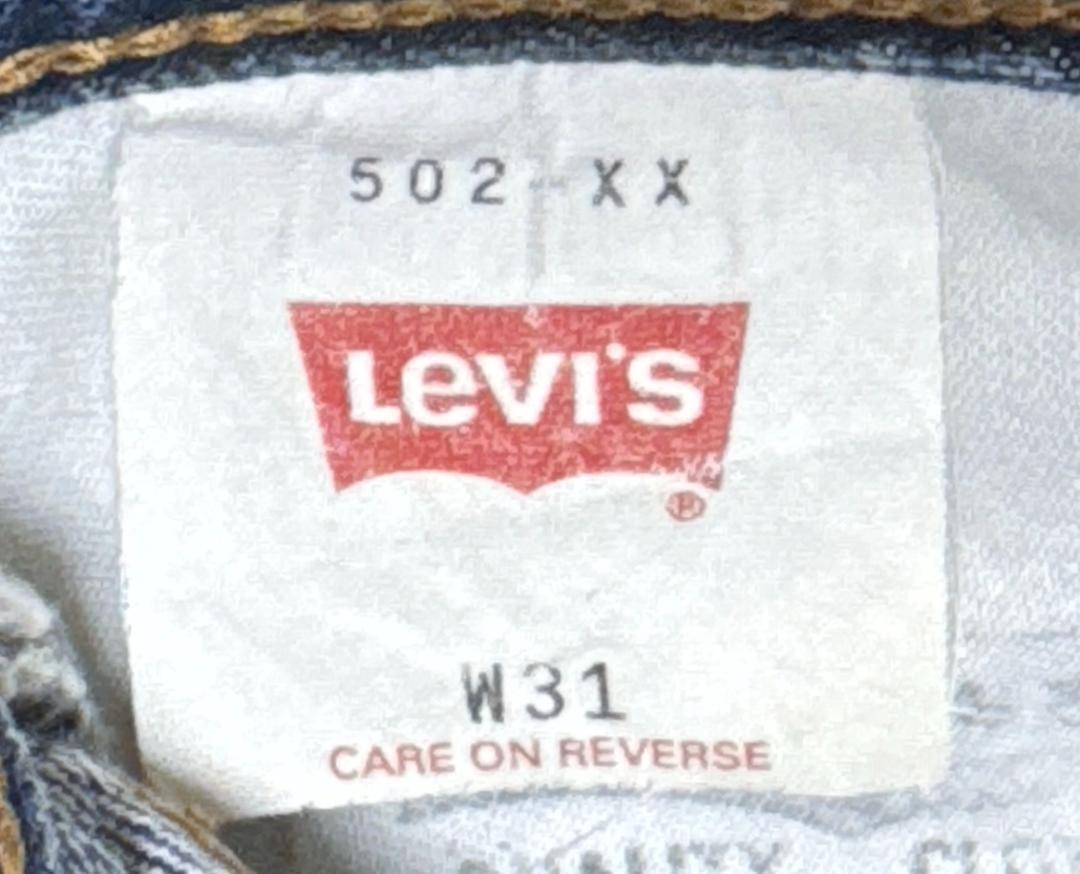 502-XX
LEVI'S
®
W31
CARE ON REVERSE